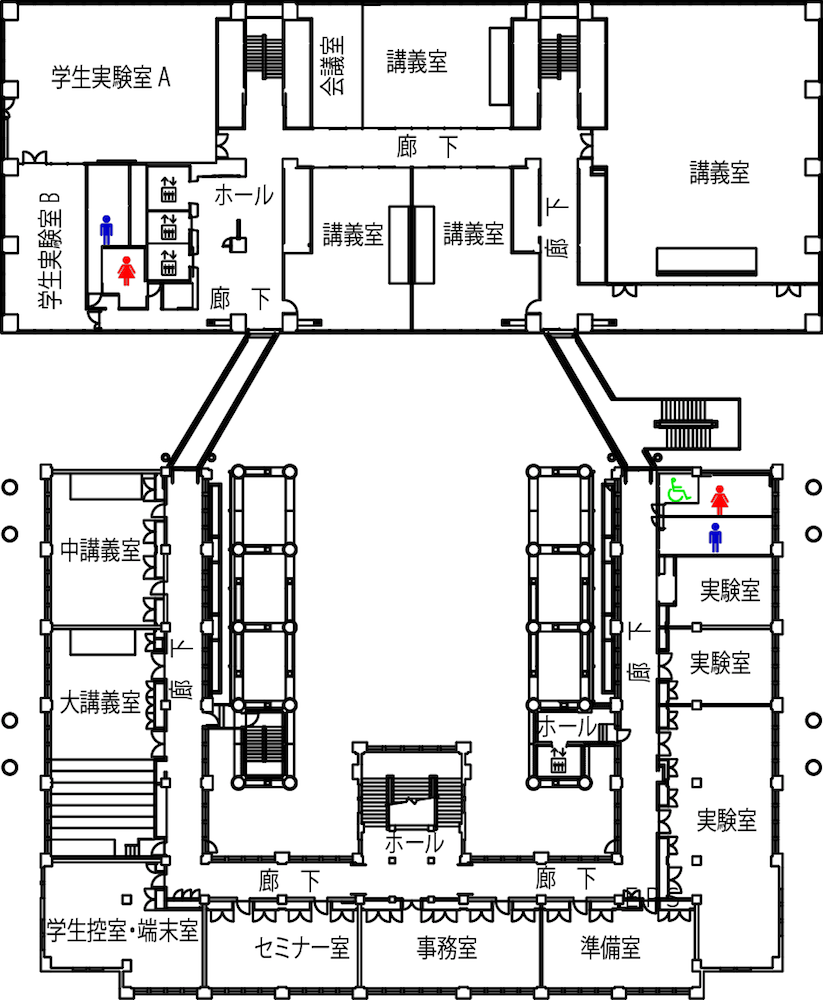 学生実験室 A
会議室
講義室
廊　下
講義室
学生実験室 B
ホール
講義室
講義室
廊　下
廊　下
中講義室
実験室
廊　下
実験室
廊　下
大講義室
ホール
実験室
ホール
廊　下
廊　下
学生控室・端末室
セミナー室
事務室
準備室